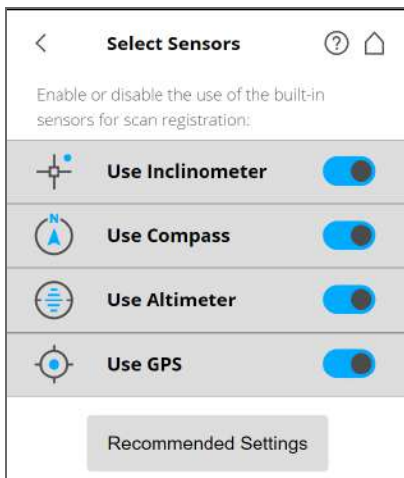 Select Sensors
Enable or disable the use of the built-in
sensors for scan registration:
Use Inclinometer
N
Use Compass
Use Altimeter
Use GPS
Recommended Settings